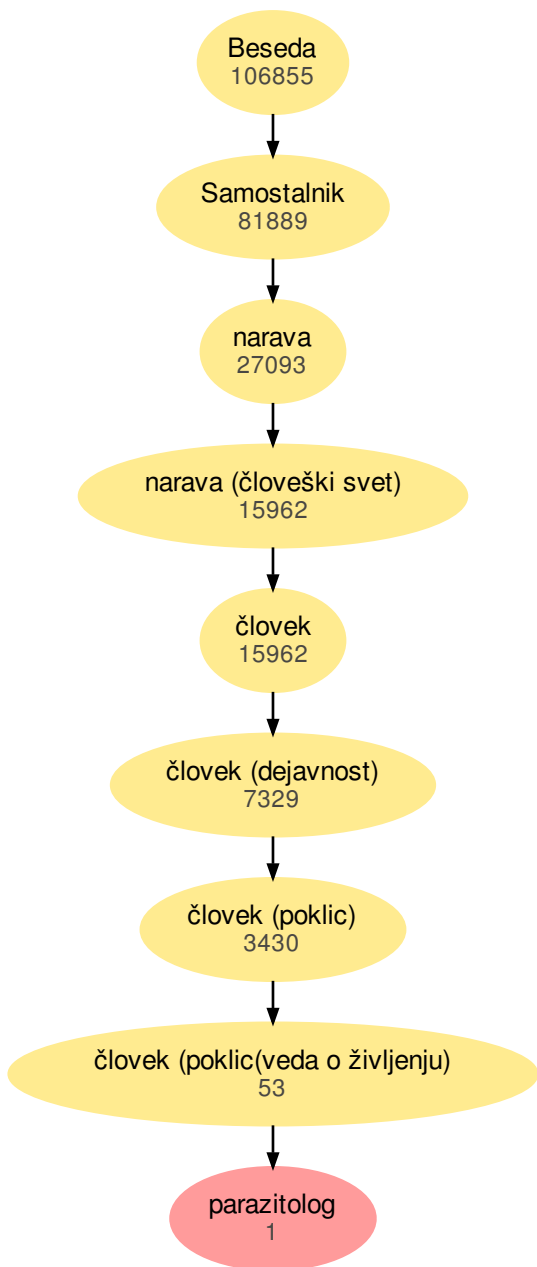 Beseda
106855
Samostalnik
81889
narava
27093
narava (človeški svet)
15962
človek
15962
človek (dejavnost)
7329
človek (poklic)
3430
človek (poklic(veda o življenju)
53
parazitolog
1